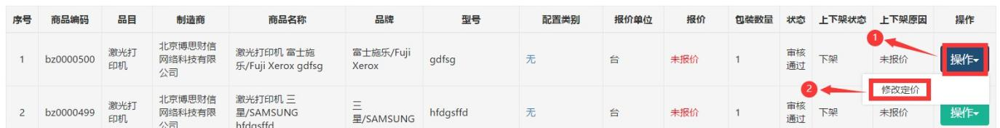 序号 商品编码 品目 制造商 商品名称 品牌 型号 配置类别 报价单位 报价 包装数量 状态 上下架状态 上下架原因 操作
1
1 bz0000500 激光打印机 北京博思财信网络科技有限公司 激光打印机 富士施乐/Fuji Xerox gdfsg 富士施乐/Fuji Xerox gdfsg 无 台 未报价 1 审核通过 下架 未报价 操作
2 修改定价
2 bz0000499 激光打印机 北京博思财信网络科技有限公司 激光打印机 三星/SAMSUNG hfdgsffd 三星/SAMSUNG hfdgsffd 无 台 未报价 1 审核通过 下架 未报价 操作